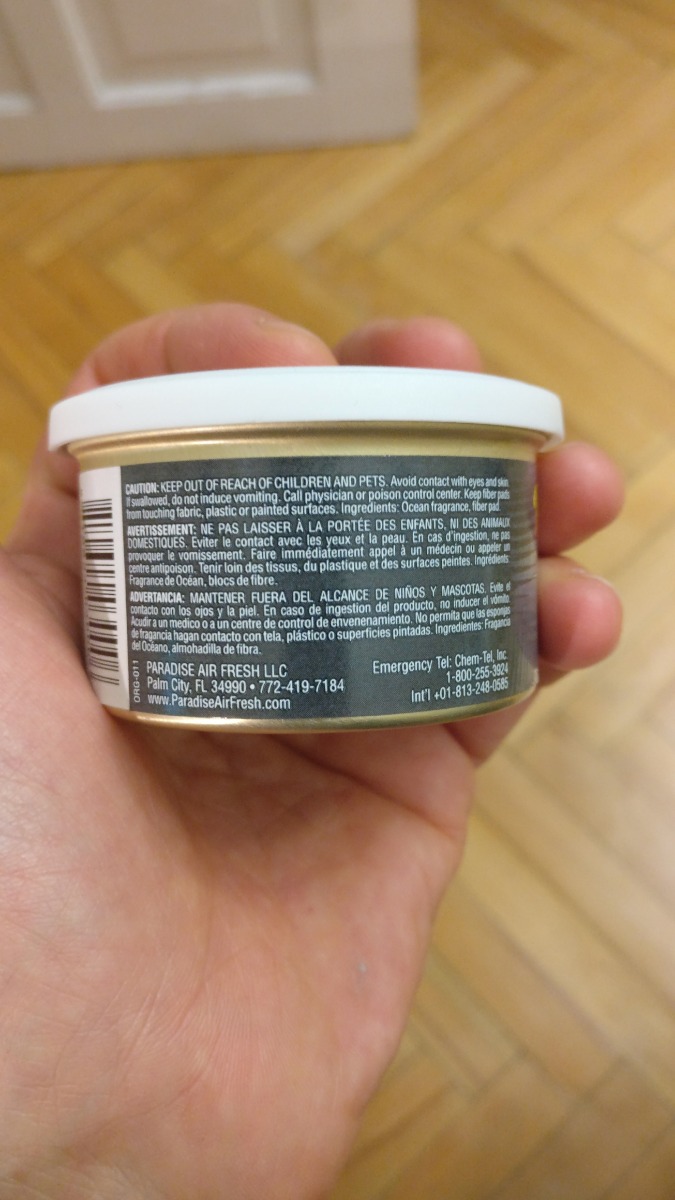 CAUTION: KEEP OUT OF REACH OF CHILDREN AND PETS. Avoid contact with eyes and skin.
If swallowed, do not induce vomiting. Call physician or poison control center. Keep fiber pads
from touching fabric, plastic or painted surfaces. Ingredients: Ocean fragrance, fiber pad.
AVERTISSEMENT: NE PAS LAISSER À LA PORTÉE DES ENFANTS, NI DES ANIMAUX
DOMESTIQUES. Eviter le contact avec les yeux et la peau. En cas d'ingestion, ne pas
provoquer le vomissement. Faire immédiatement appel à un médecin ou appeler un
centre antipoison. Tenir loin des tissus, du plastique et des surfaces peintes. Ingrédients:
Fragrance de Océan, blocs de fibre.
ADVERTANCIA: MANTENER FUERA DEL ALCANCE DE NIÑOS Y MASCOTAS. Evite el
contacto con los ojos y la piel. En caso de ingestion del producto, no inducer el vómito.
Acudir a un medico o a un centre de control de envenenamiento. No permita que las esponjas
de fragancia hagan contacto con tela, plástico o superficies pintadas. Ingredientes: Fragancia
del Océano, almohadilla de fibra.
ORG-011
PARADISE AIR FRESH LLC
Palm City, FL 34990 • 772-419-7184
www.ParadiseAirFresh.com
Emergency Tel: Chem-Tel, Inc.
1-800-255-3924
Int'l +01-813-248-0585